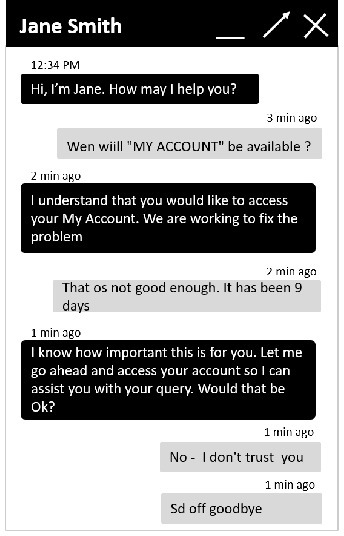 Jane Smith
12:34 PM
Hi, I'm Jane. How may I help you?
3 min ago
Wen wiill "MY ACCOUNT" be available ?
2 min ago
I understand that you would like to access
your My Account. We are working to fix the
problem
2 min ago
That os not good enough. It has been 9
days
1 min ago
I know how important this is for you. Let me
go ahead and access your account so I can
assist you with your query. Would that be
Ok?
1 min ago
No - I don't trust you
1 min ago
Sd off goodbye